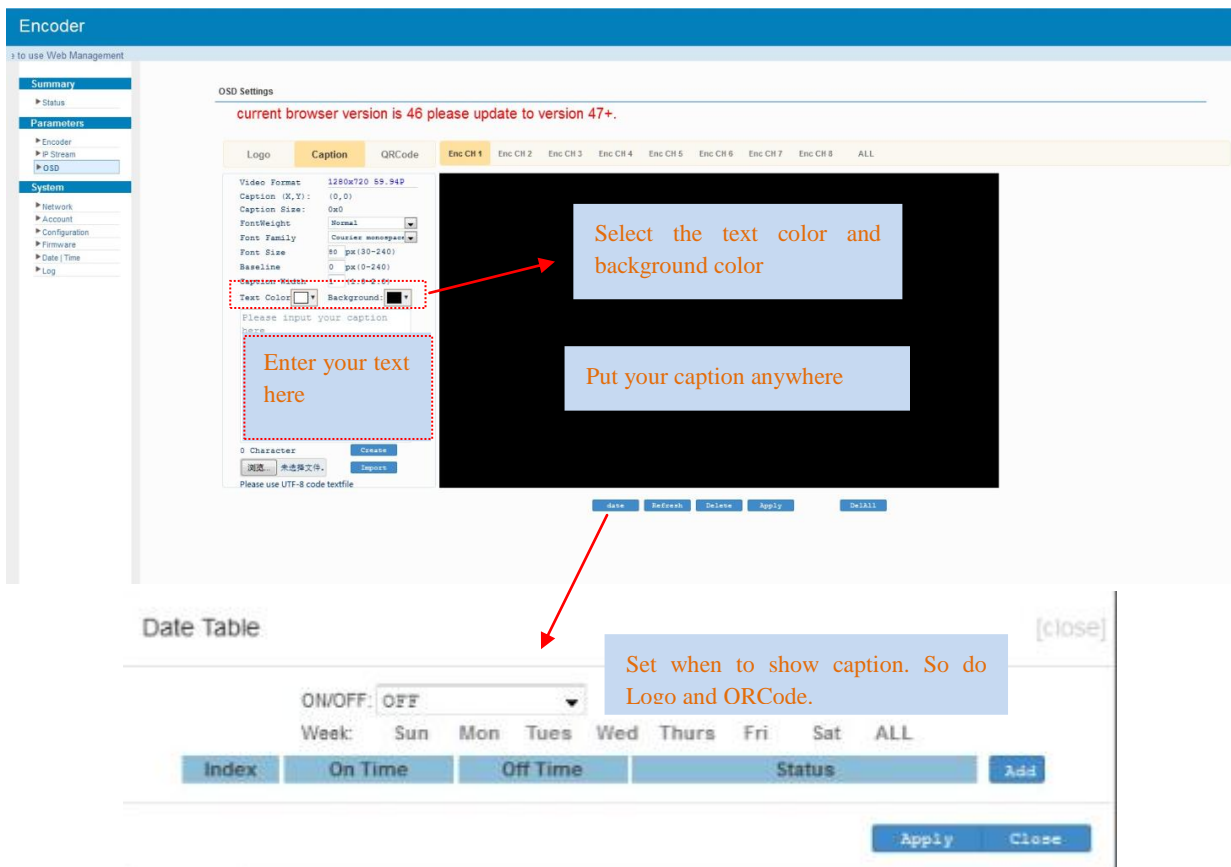 Encoder
e to use Web Management
Summary
Status
Parameters
Encoder
IP Stream
OSD
System
Network
Account
Configuration
Firmware
Date | Time
Log
OSD Settings
current browser version is 46 please update to version 47+.
Logo Caption QRCode
Enc CH 1 Enc CH 2 Enc CH 3 Enc CH 4 Enc CH 5 Enc CH 6 Enc CH 7 Enc CH 8 ALL
Video Format 1280x720 59.94P
Caption (X,Y): (0,0)
Caption Size: 0x0
FontWeight Normal
Font Family Courier monospace
Font Size 80 px(30-240)
Baseline 0 px(0-240)
Caption Width 1
Text Color Background:
Please input your caption
here
Enter your text
here
0 Character Create
浏览... 未选择文件。 Import
Please use UTF-8 code textfile
Select the text color and
background color
Put your caption anywhere
date Refresh Delete Apply DelAll
Date Table [close]
Set when to show caption. So do
Logo and QRCode.
ON/OFF: OFF
Week: Sun Mon Tues Wed Thurs Fri Sat ALL
Index On Time Off Time Status Add
Apply Close